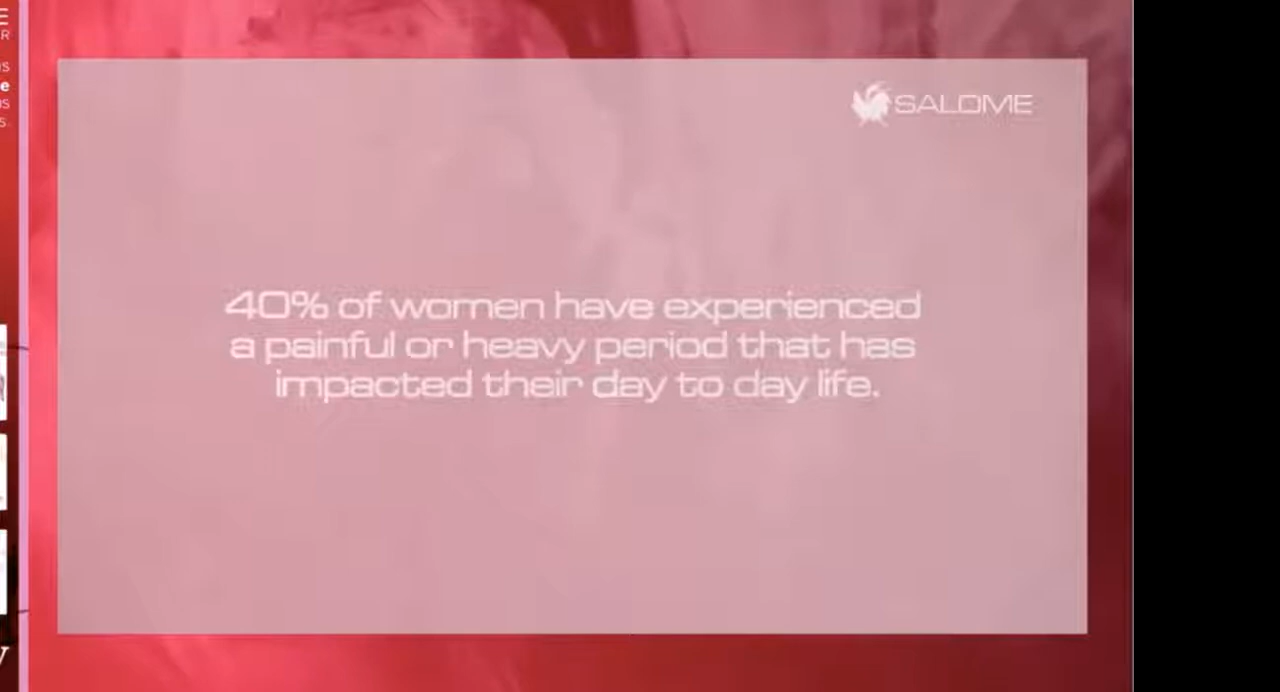 SALOME
40% of women have experienced
a painful or heavy period that has
impacted their day to day life.